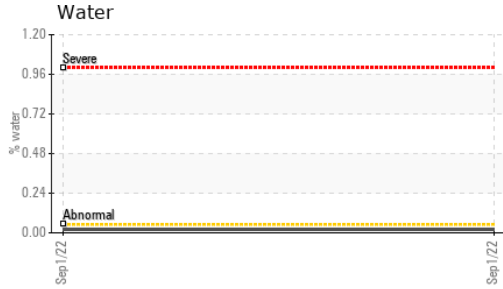 Water
1.20
0.96
0.72
0.48
0.24
0.00
% water
Severe
Abnormal
Sep1/22
Sep1/22